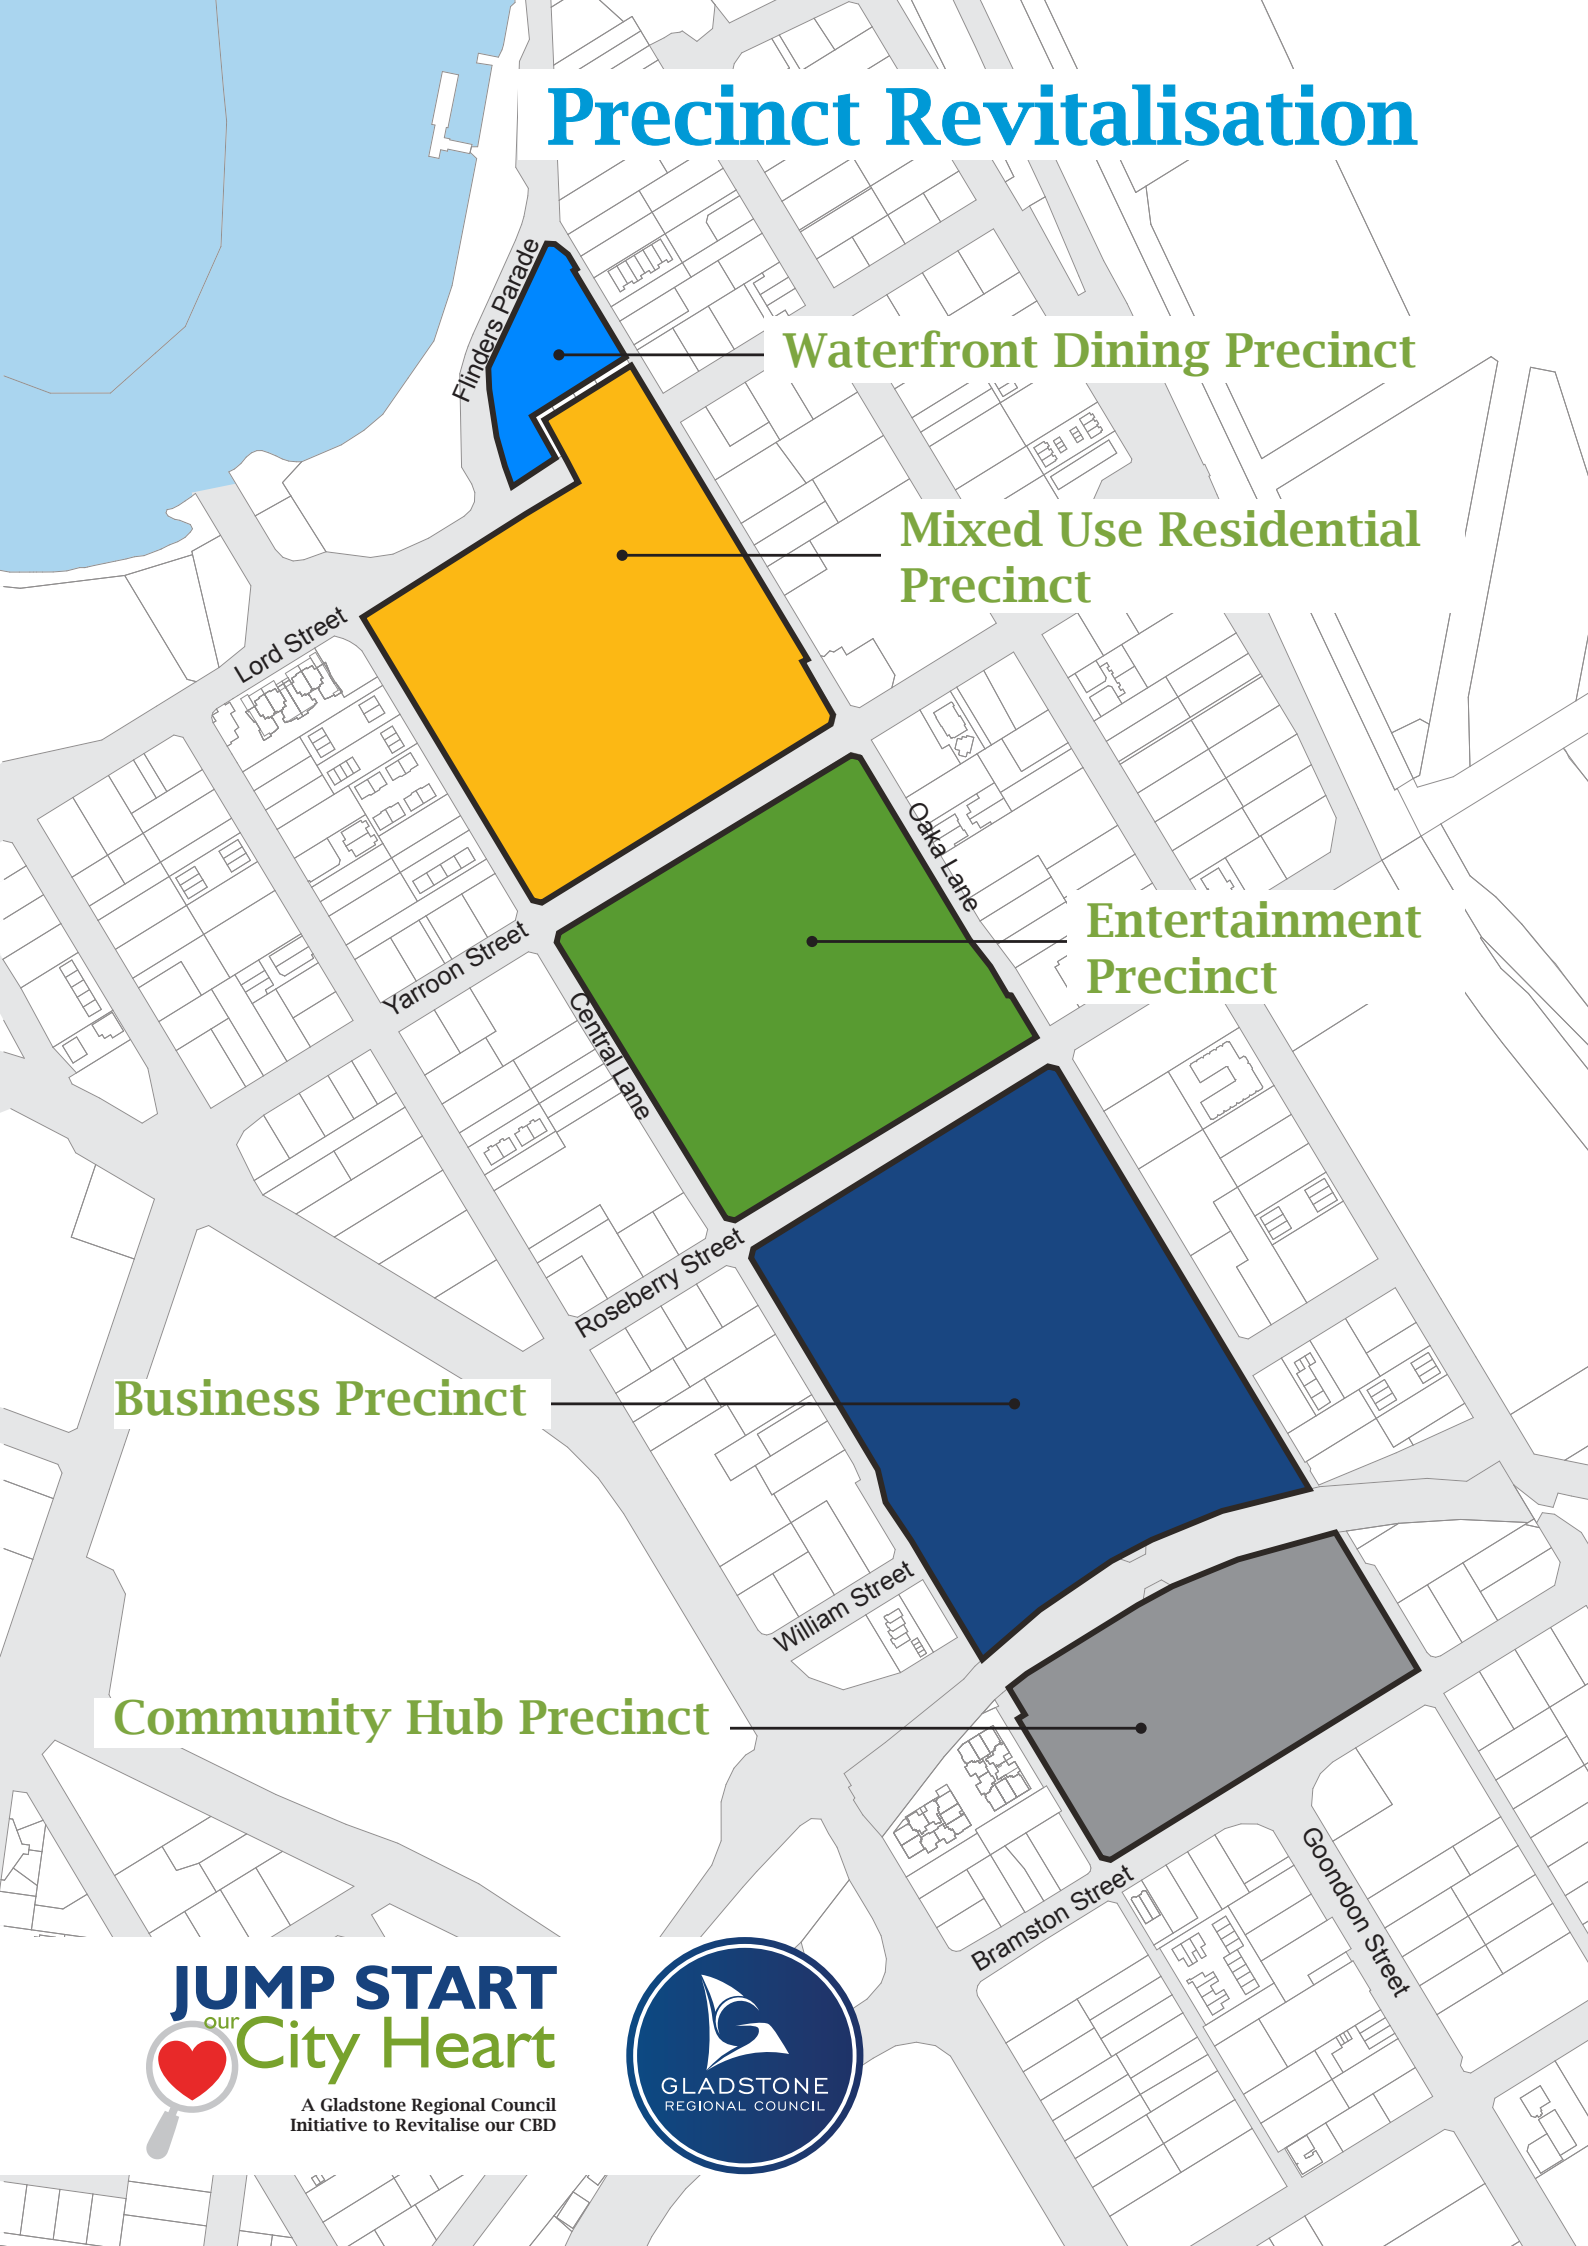 Precinct Revitalisation
Flinders Parade
Waterfront Dining Precinct
Mixed Use Residential
Precinct
Lord Street
Oaka Lane
Entertainment
Precinct
Yarroon Street
Central Lane
Roseberry Street
Business Precinct
William Street
Community Hub Precinct
Goondoon Street
Bramston Street
JUMP START
our City Heart
A Gladstone Regional Council
Initiative to Revitalise our CBD
GLADSTONE
REGIONAL COUNCIL